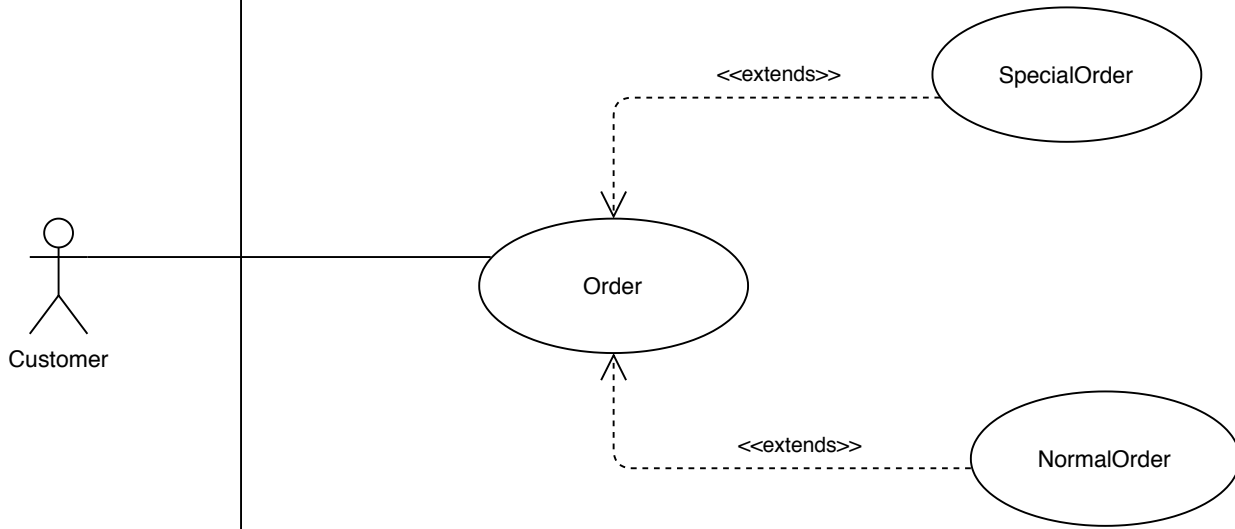 <<extends>>
SpecialOrder
Order
Customer
<<extends>>
NormalOrder